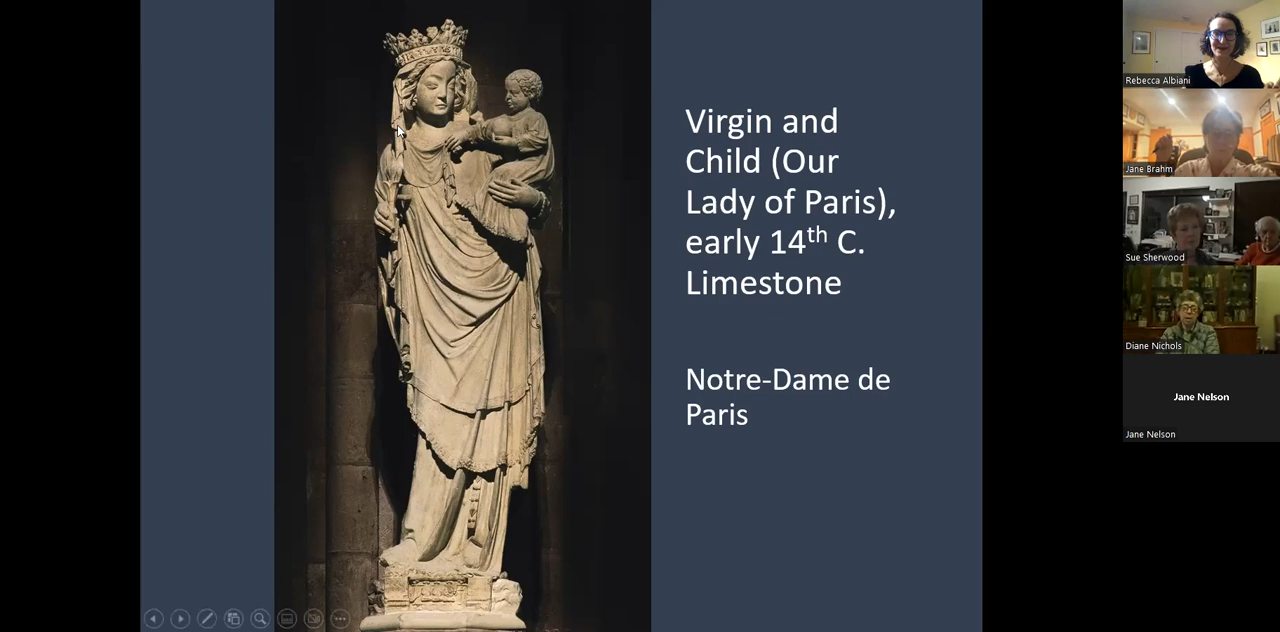 Virgin and
Child (Our
Lady of Paris),
early 14th C.
Limestone
Notre-Dame de
Paris
Rebecca Albiani
Jane Brahm
Sue Sherwood
Diane Nichols
Jane Nelson
Jane Nelson